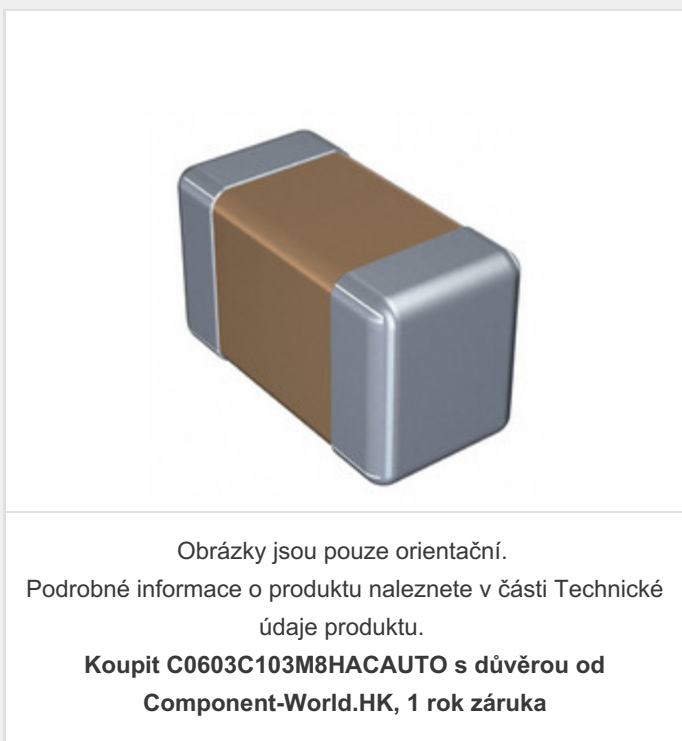 Obrázky jsou pouze orientační.
Podrobné informace o produktu naleznete v části Technické
údaje produktu.
Koupit C0603C103M8HACAUTO s důvěrou od
Component-World.HK, 1 rok záruka